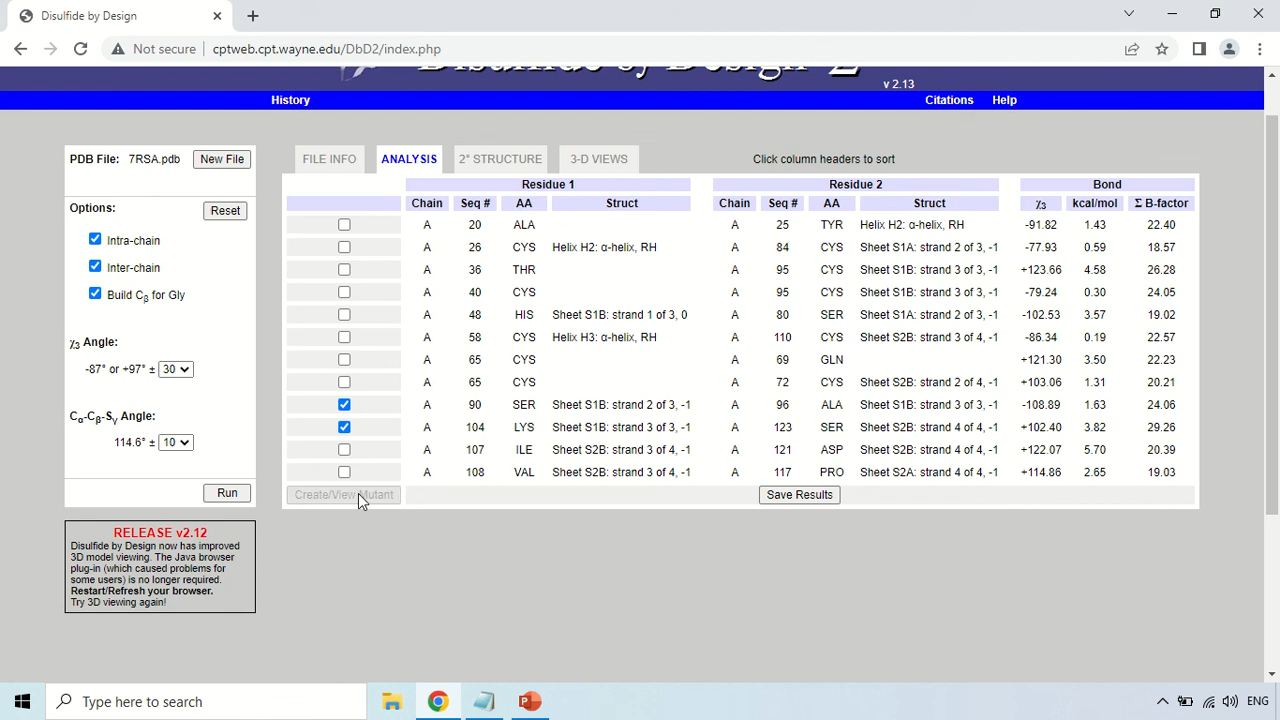 Disulfide by Design
Not secure cptweb.cpt.wayne.edu/DbD2/index.php
Disulfide by Design 2
v 2.13
History Citations Help
PDB File: 7RSA.pdb New File
FILE INFO ANALYSIS 2° STRUCTURE 3-D VIEWS Click column headers to sort
Options: Reset
Intra-chain
Inter-chain
Build Cβ for Gly
χ3 Angle:
-87° or +97° ± 30
Cα-Cβ-Sγ Angle:
114.6° ± 10
Run
RELEASE v2.12
Disulfide by Design now has improved
3D model viewing. The Java browser
plug-in (which caused problems for
some users) is no longer required.
Restart/Refresh your browser.
Try 3D viewing again!
Residue 1 Residue 2 Bond
Chain Seq # AA Struct Chain Seq # AA Struct χ3 kcal/mol Σ B-factor
A 20 ALA A 25 TYR Helix H2: α-helix, RH -91.82 1.43 22.40
A 26 CYS Helix H2: α-helix, RH A 84 CYS Sheet S1A: strand 2 of 3, -1 -77.93 0.59 18.57
A 36 THR A 95 CYS Sheet S1B: strand 3 of 3, -1 +123.66 4.58 26.28
A 40 CYS A 95 CYS Sheet S1B: strand 3 of 3, -1 -79.24 0.30 24.05
A 48 HIS Sheet S1B: strand 1 of 3, 0 A 80 SER Sheet S1A: strand 2 of 3, -1 -102.53 3.57 19.02
A 58 CYS Helix H3: α-helix, RH A 110 CYS Sheet S2B: strand 3 of 4, -1 -86.34 0.19 22.57
A 65 CYS A 69 GLN +121.30 3.50 22.23
A 65 CYS A 72 CYS Sheet S2B: strand 2 of 4, -1 +103.06 1.31 20.21
A 90 SER Sheet S1B: strand 2 of 3, -1 A 96 ALA Sheet S1B: strand 3 of 3, -1 -108.89 1.63 24.06
A 104 LYS Sheet S1B: strand 3 of 3, -1 A 123 SER Sheet S2B: strand 4 of 4, -1 +102.40 3.82 29.26
A 107 ILE Sheet S2B: strand 3 of 4, -1 A 121 ASP Sheet S2B: strand 4 of 4, -1 +122.07 5.70 20.39
A 108 VAL Sheet S2B: strand 3 of 4, -1 A 117 PRO Sheet S2A: strand 4 of 4, -1 +114.86 2.65 19.03
Create/View Mutant Save Results
Type here to search ENG